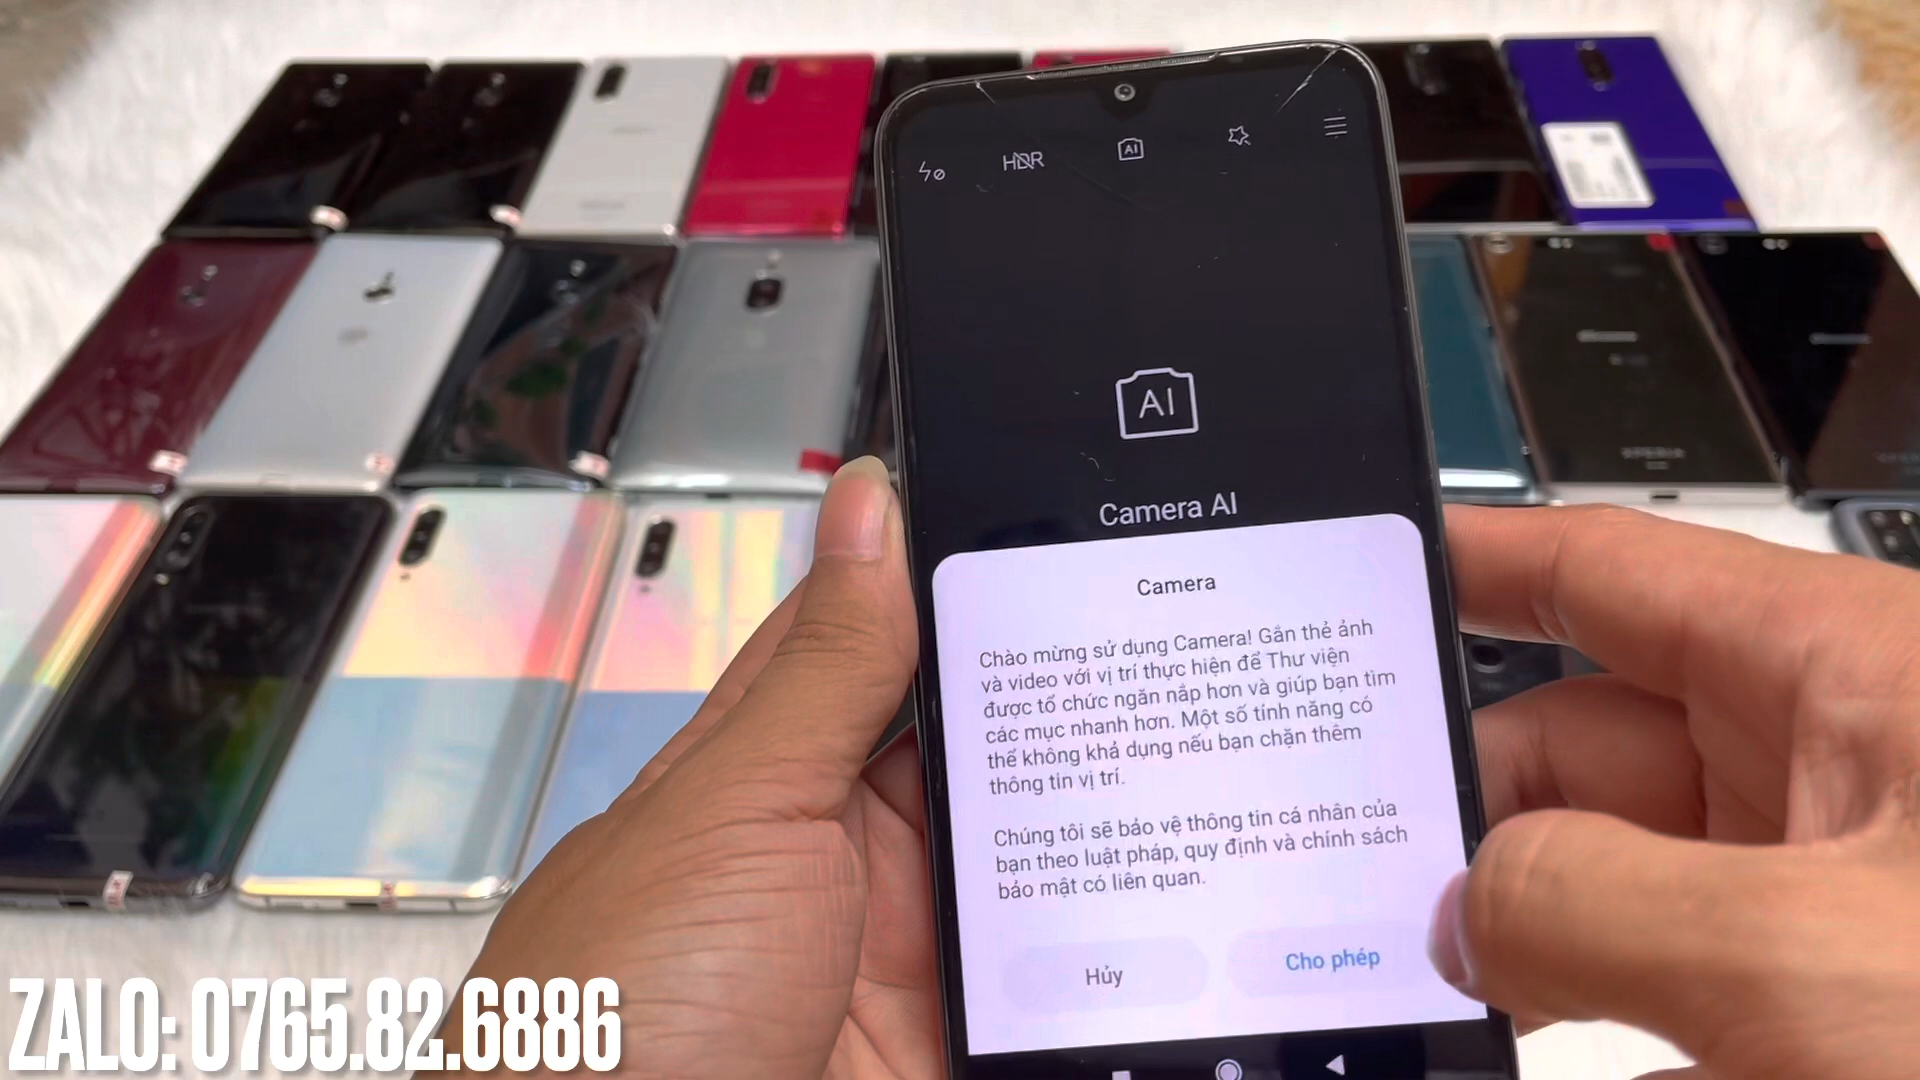 HDR
AI
AI
Camera AI
Camera
Chào mừng sử dụng Camera! Gắn thẻ ảnh
và video với vị trí thực hiện để Thư viện
được tổ chức ngăn nắp hơn và giúp bạn tìm
các mục nhanh hơn. Một số tính năng có
thể không khả dụng nếu bạn chặn thêm
thông tin vị trí.
Chúng tôi sẽ bảo vệ thông tin cá nhân của
bạn theo luật pháp, quy định và chính sách
bảo mật có liên quan.
Hủy
Cho phép
XPERIA
ZALO: 0765.82.6886